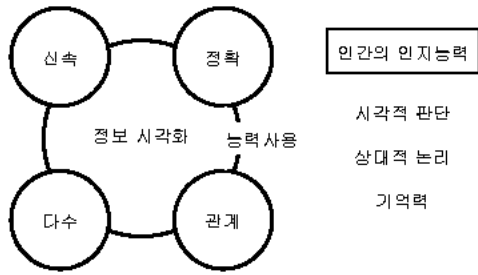 신속
정확
인간의 인지능력
시각적 판단
정보 시각화
능력사용
상대적 논리
기억력
다수
관계